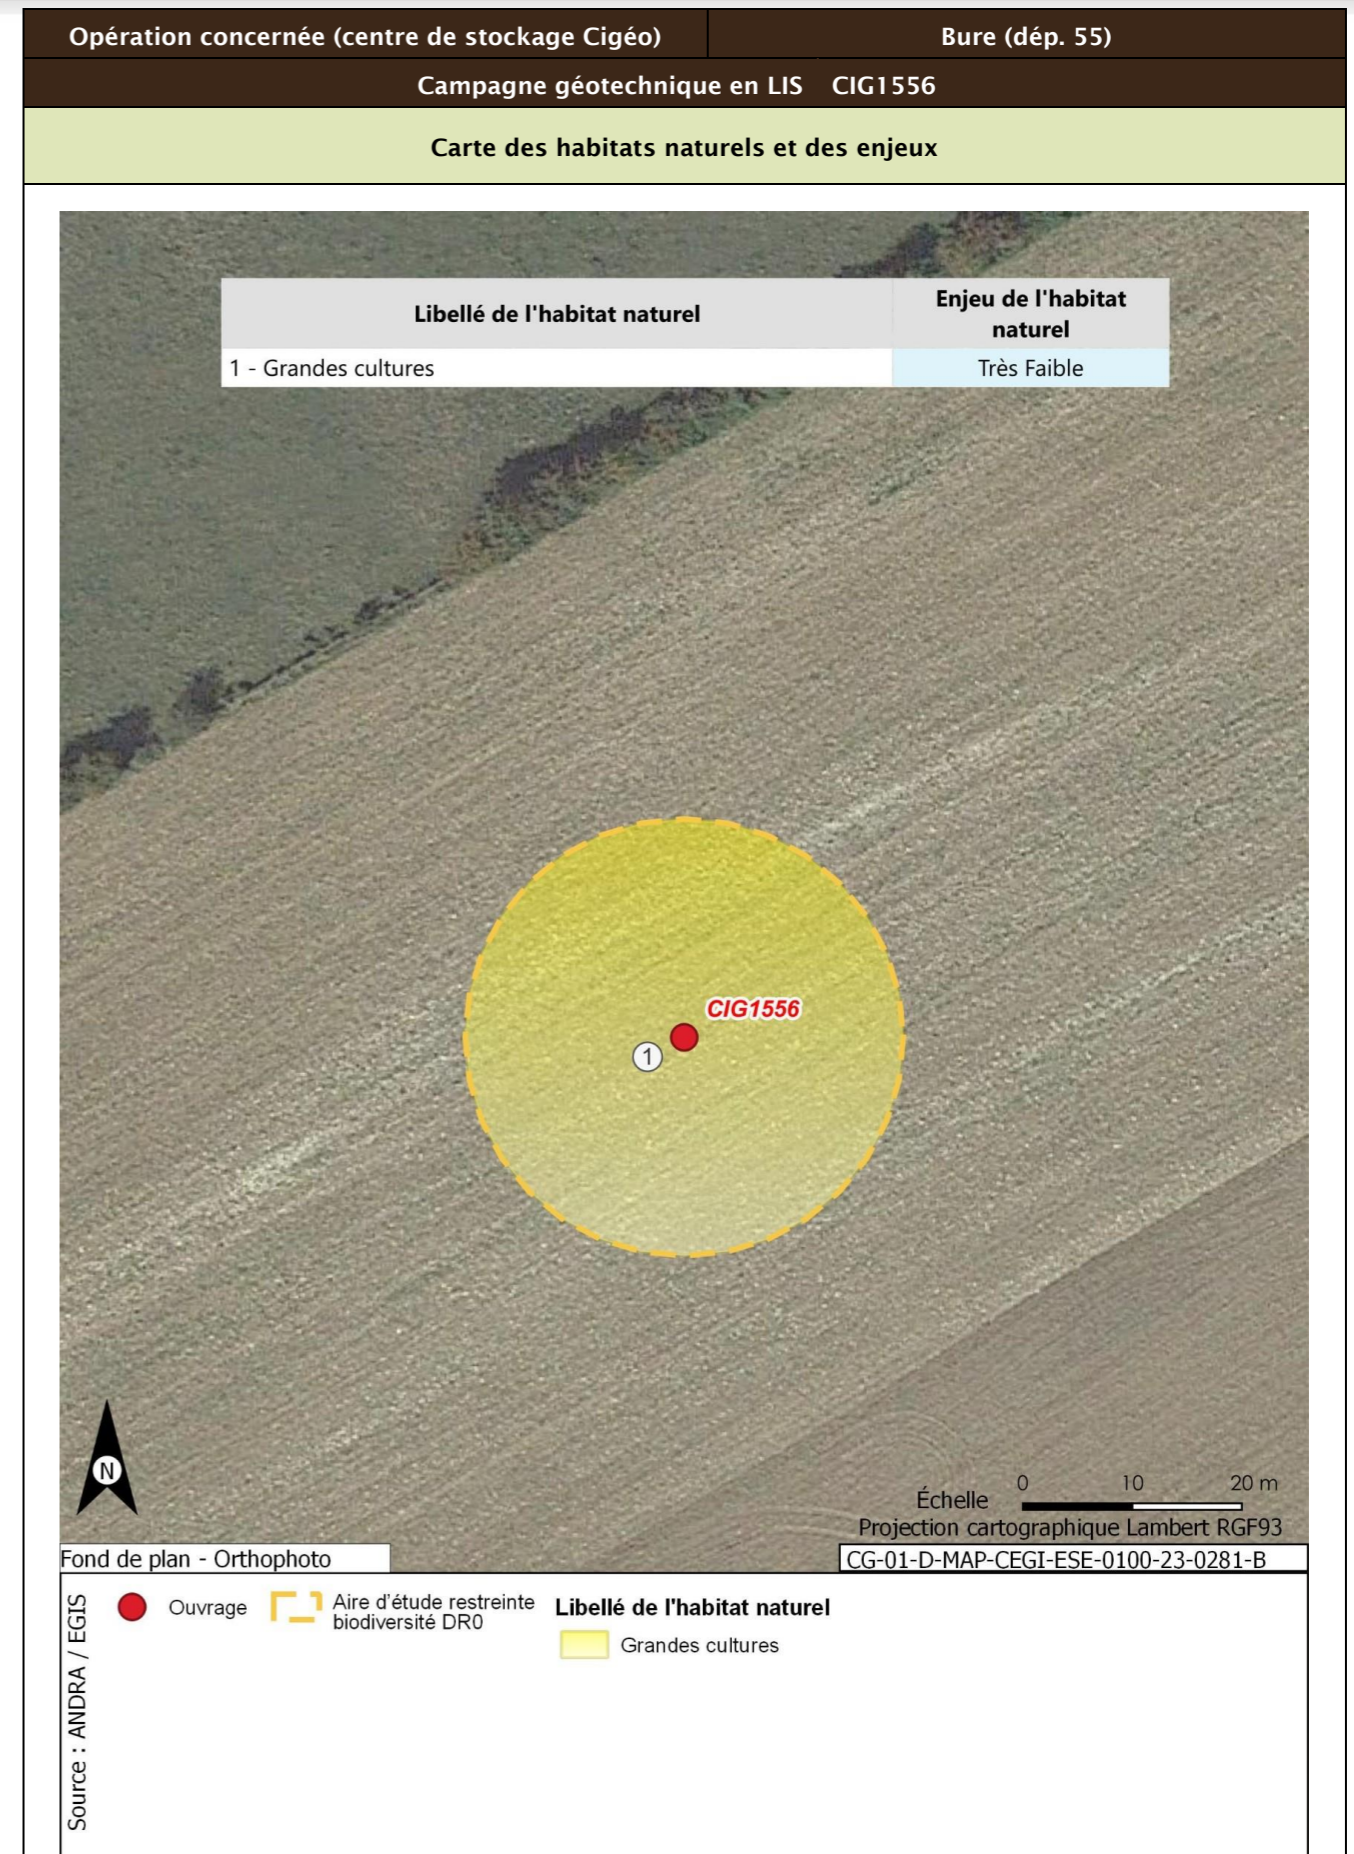 Opération concernée (centre de stockage Cigéo)
Bure (dép. 55)
Campagne géotechnique en LIS CIG1556
Carte des habitats naturels et des enjeux
Libellé de l'habitat naturel
Enjeu de l'habitat
naturel
1 - Grandes cultures
Très Faible
CIG1556
1
N
0 10 20 m
Échelle
Projection cartographique Lambert RGF93
Fond de plan - Orthophoto
CG-01-D-MAP-CEGI-ESE-0100-23-0281-B
Source : ANDRA / EGIS
Ouvrage
Aire d'étude restreinte
biodiversité DR0
Libellé de l'habitat naturel
Grandes cultures